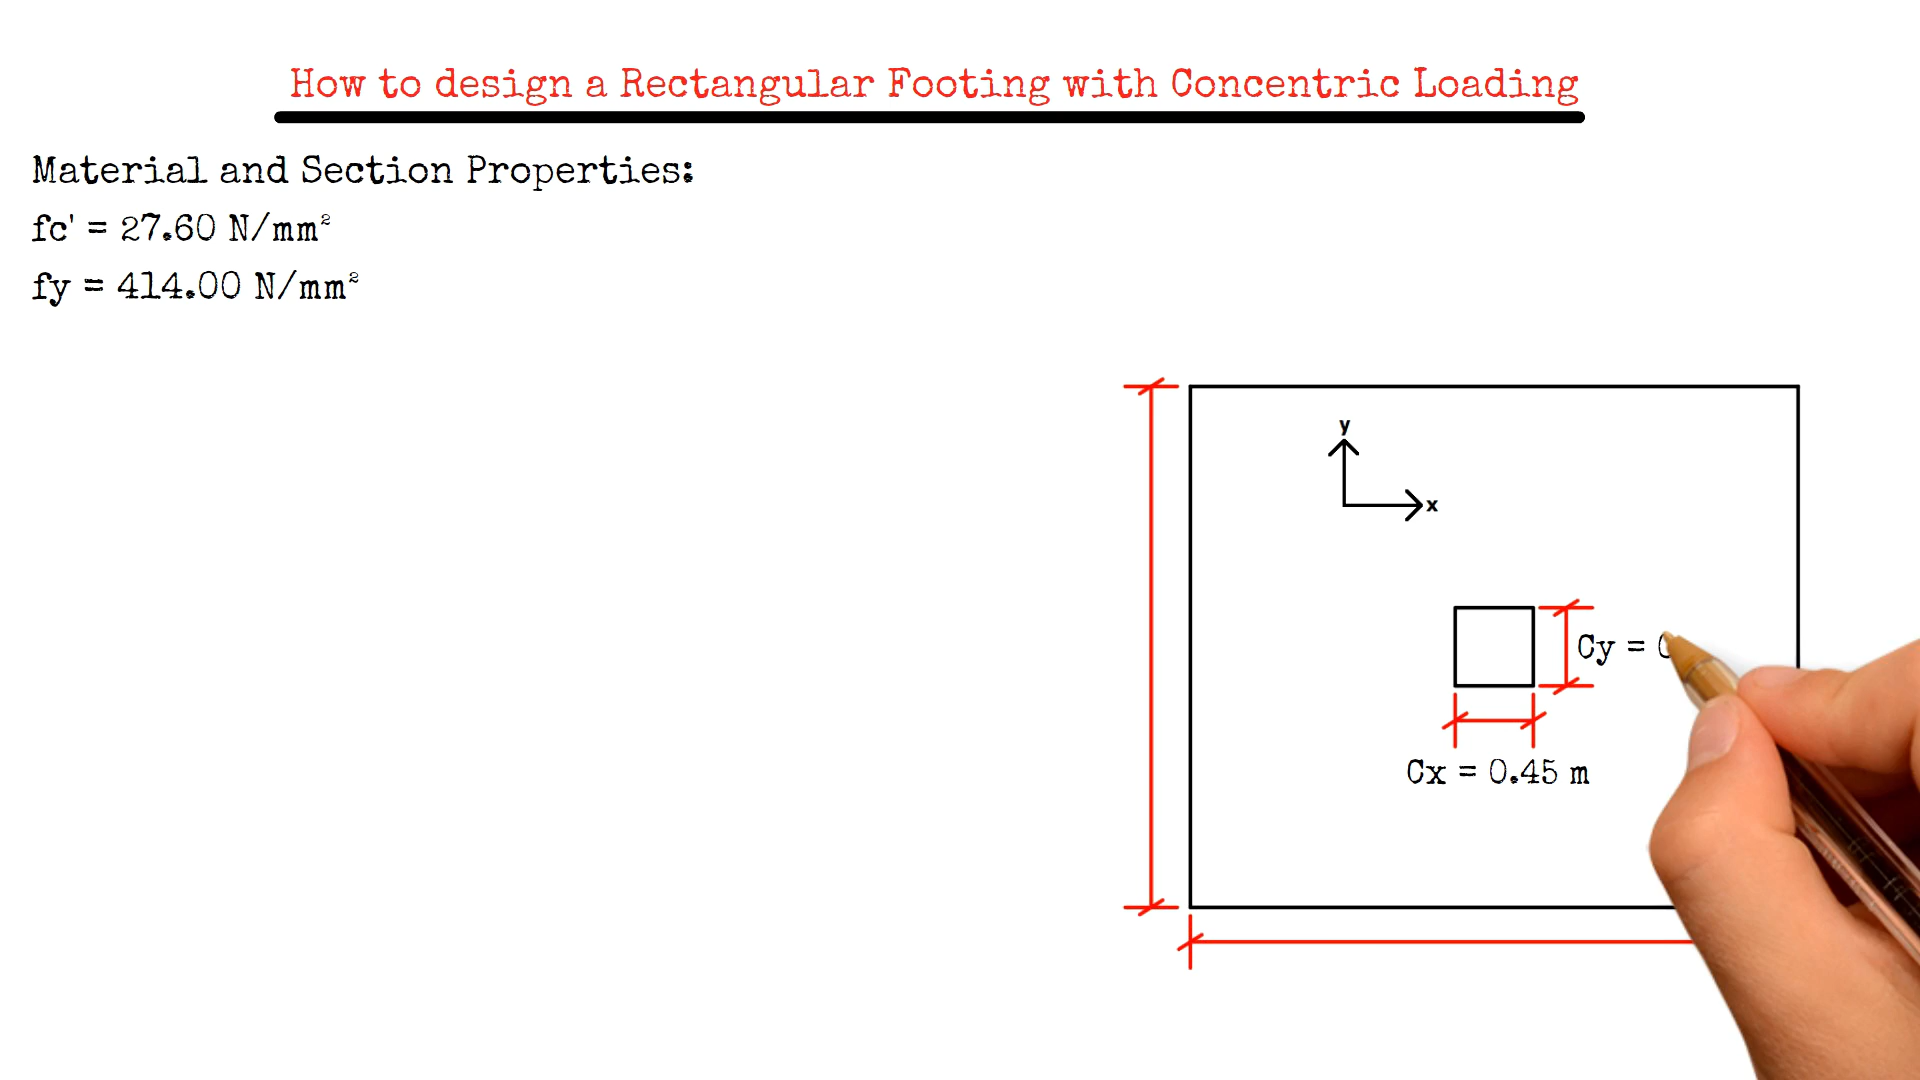 How to design a Rectangular Footing with Concentric Loading
Material and Section Properties:
fc' = 27.60 N/mm²
fy = 414.00 N/mm²
y
x
Cy =
Cx = 0.45 m